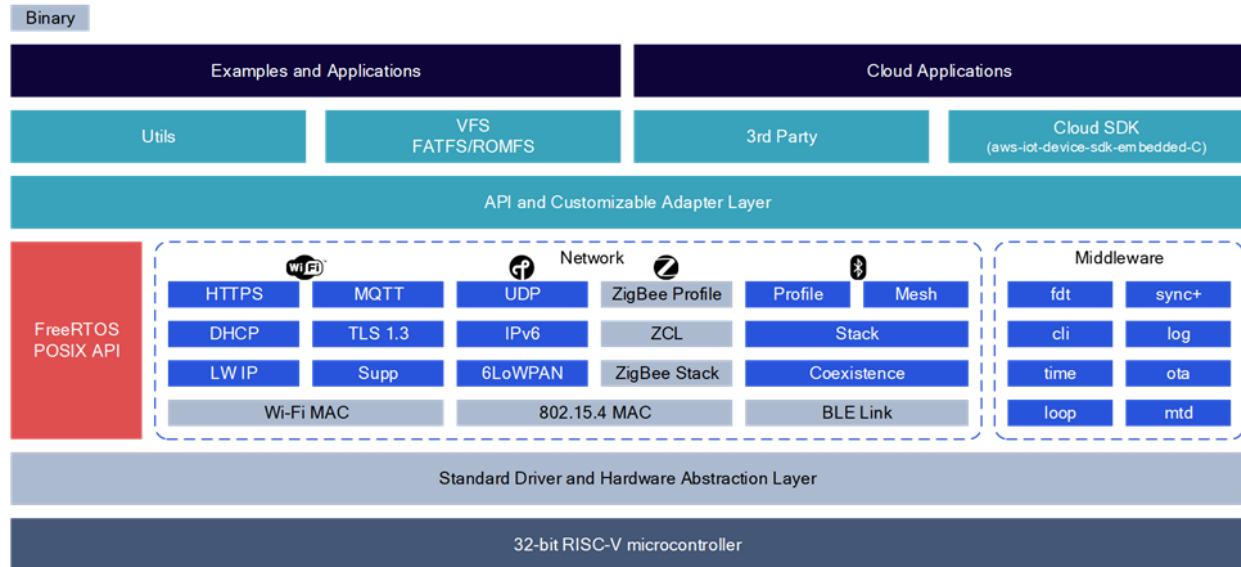 Binary
Examples and Applications
Cloud Applications
Utils
VFS
FATFS/ROMFS
3rd Party
Cloud SDK
(aws-iot-device-sdk-embedded-C)
API and Customizable Adapter Layer
FreeRTOS
POSIX API
WiFi
Network
HTTPS
MQTT
UDP
ZigBee Profile
Profile
Mesh
DHCP
TLS 1.3
IPv6
ZCL
Stack
LW IP
Supp
6LoWPAN
ZigBee Stack
Coexistence
Wi-Fi MAC
802.15.4 MAC
BLE Link
Middleware
fdt
sync+
cli
log
time
ota
loop
mtd
Standard Driver and Hardware Abstraction Layer
32-bit RISC-V microcontroller